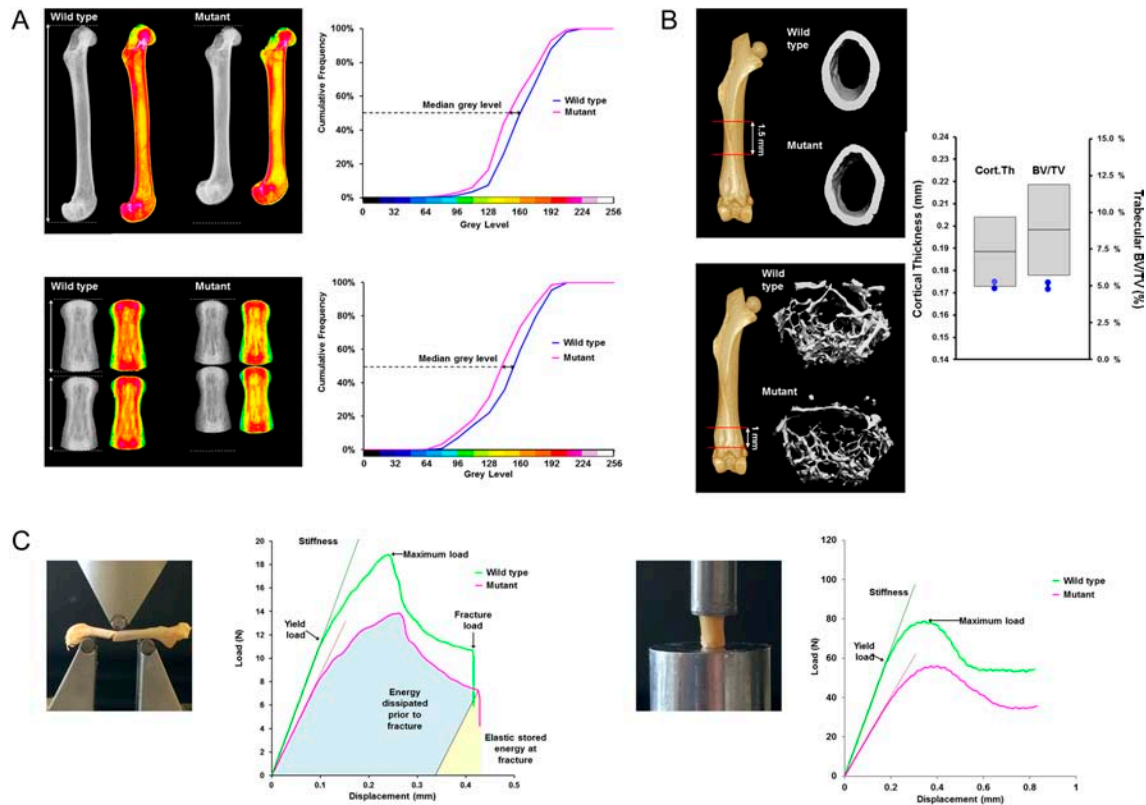 A
Wild type
Mutant
100%
80%
60%
40%
20%
0%
Cumulative Frequency
Median grey level
Wild type
Mutant
0 32 64 96 128 160 192 224 256
Grey Level
Wild type
Mutant
100%
80%
60%
40%
20%
0%
Cumulative Frequency
Median grey level
Wild type
Mutant
0 32 64 96 128 160 192 224 256
Grey Level
B
Wild
type
1.5 mm
Mutant
Wild
type
Mutant
1 mm
Cortical Thickness (mm)
0.24
0.23
0.22
0.21
0.20
0.19
0.18
0.17
0.16
0.15
0.14
Cort.Th
BV/TV
15.0 %
12.5 %
10.0 %
7.5 %
5.0 %
2.5 %
0.0 %
Trabecular BV/TV (%)
C
Load (N)
20
18
16
14
12
10
8
6
4
2
0
Stiffness
Maximum load
Wild type
Mutant
Yield
load
Fracture
load
Energy
dissipated
prior to
fracture
Elastic stored
energy at
fracture
0 0.1 0.2 0.3 0.4 0.5
Displacement (mm)
Load (N)
120
100
80
60
40
20
0
Stiffness
Wild type
Mutant
Maximum load
Yield
load
0 0.2 0.4 0.6 0.8 1
Displacement (mm)